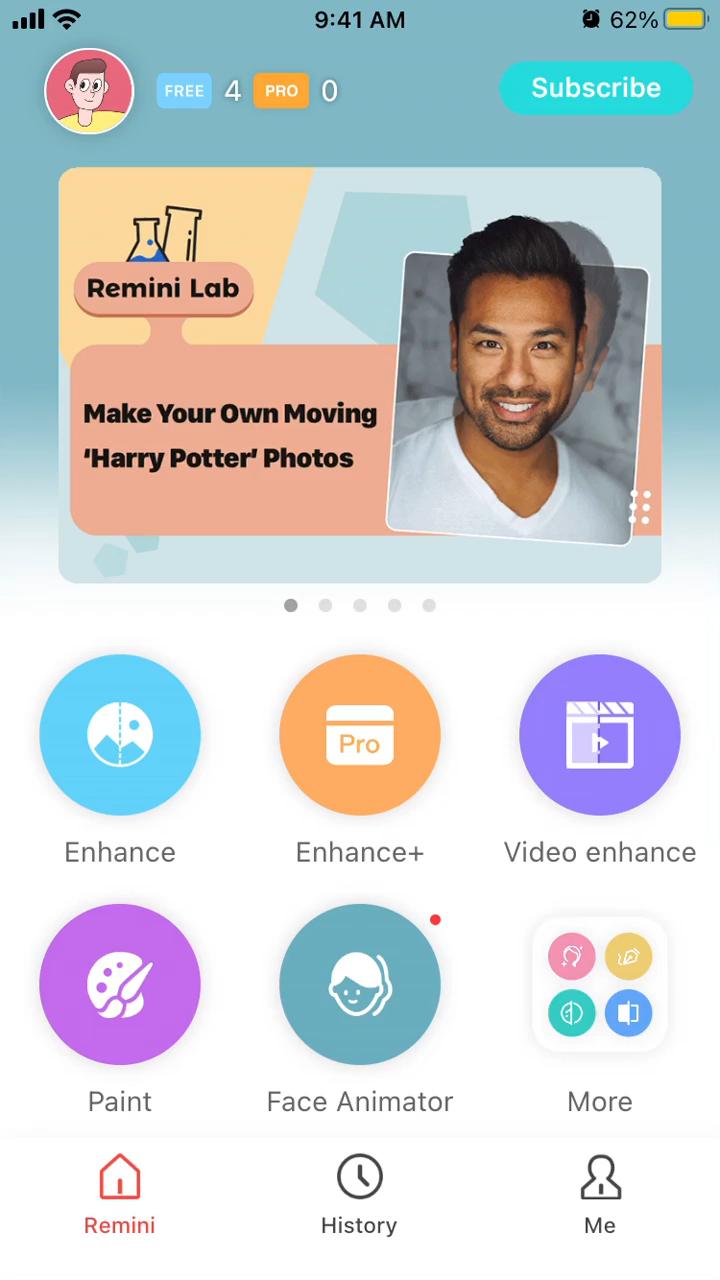 9:41 AM
62%
FREE 4 PRO 0
Subscribe
Remini Lab
Make Your Own Moving
‘Harry Potter’ Photos
Pro
Enhance
Enhance+
Video enhance
Paint
Face Animator
More
Remini
History
Me